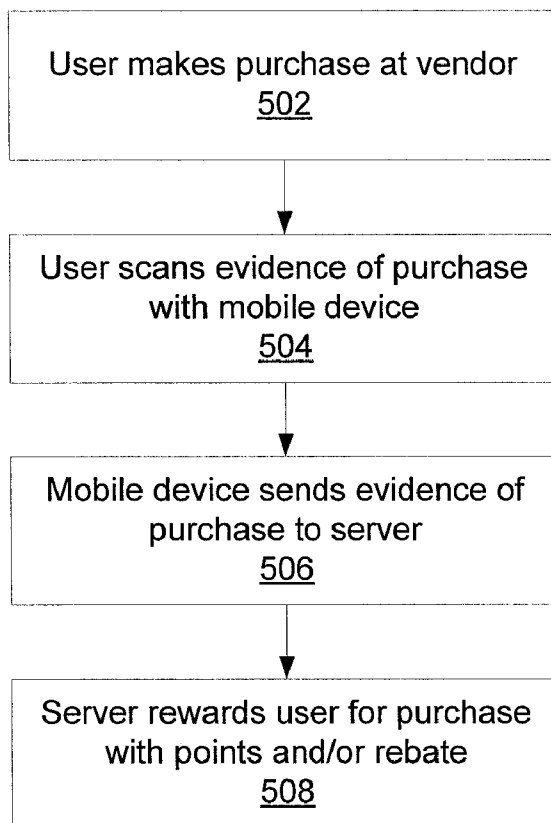 User makes purchase at vendor
502
User scans evidence of purchase
with mobile device
504
Mobile device sends evidence of
purchase to server
506
Server rewards user for purchase
with points and/or rebate
508